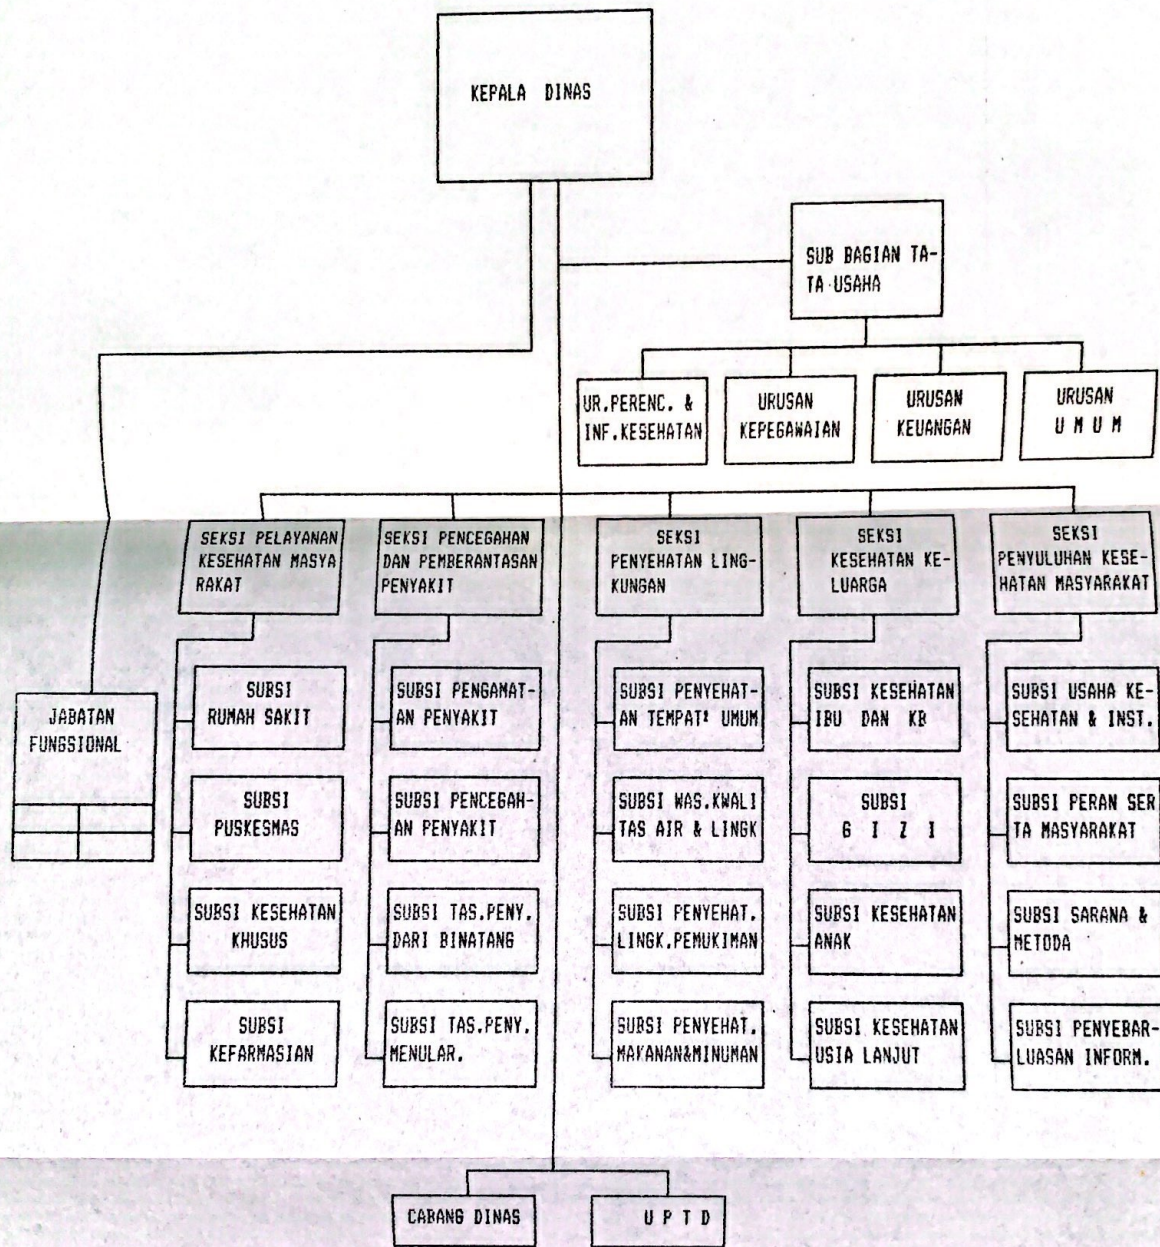 KEPALA DINAS
SUB BAGIAN TA-
TA USAHA
UR.PERENC. &
INF.KESEHATAN
URUSAN
KEPEGAWAIAN
URUSAN
KEUANGAN
URUSAN
U M U M
SEKSI PELAYANAN
KESEHATAN MASYA
RAKAT
SEKSI PENCEGAHAN
DAN PEMBERANTASAN
PENYAKIT
SEKSI
PENYEHATAN LING-
KUNGAN
SEKSI
KESEHATAN KE-
LUARGA
SEKSI
PENYULUHAN KESE-
HATAN MASYARAKAT
JABATAN
FUNGSIONAL
SUBSI
RUMAH SAKIT
SUBSI
PUSKESMAS
SUBSI KESEHATAN
KHUSUS
SUBSI
KEFARMASIAN
SUBSI PENGAMAT-
AN PENYAKIT
SUBSI PENCEGAH-
AN PENYAKIT
SUBSI TAS.PENY.
DARI BINATANG
SUBSI TAS.PENY.
MENULAR.
SUBSI PENYEHAT-
AN TEMPAT² UMUM
SUBSI WAS.KWALI
TAS AIR & LINGK
SUBSI PENYEHAT.
LINGK.PEMUKIMAN
SUBSI PENYEHAT.
MAKANAN&MINUMAN
SUBSI KESEHATAN
IBU DAN KB
SUBSI
G I Z I
SUBSI KESEHATAN
ANAK
SUBSI KESEHATAN
USIA LANJUT
SUBSI USAHA KE-
SEHATAN & INST.
SUBSI PERAN SER
TA MASYARAKAT
SUBSI SARANA &
METODA
SUBSI PENYEBAR-
LUASAN INFORM.
CABANG DINAS
U P T D